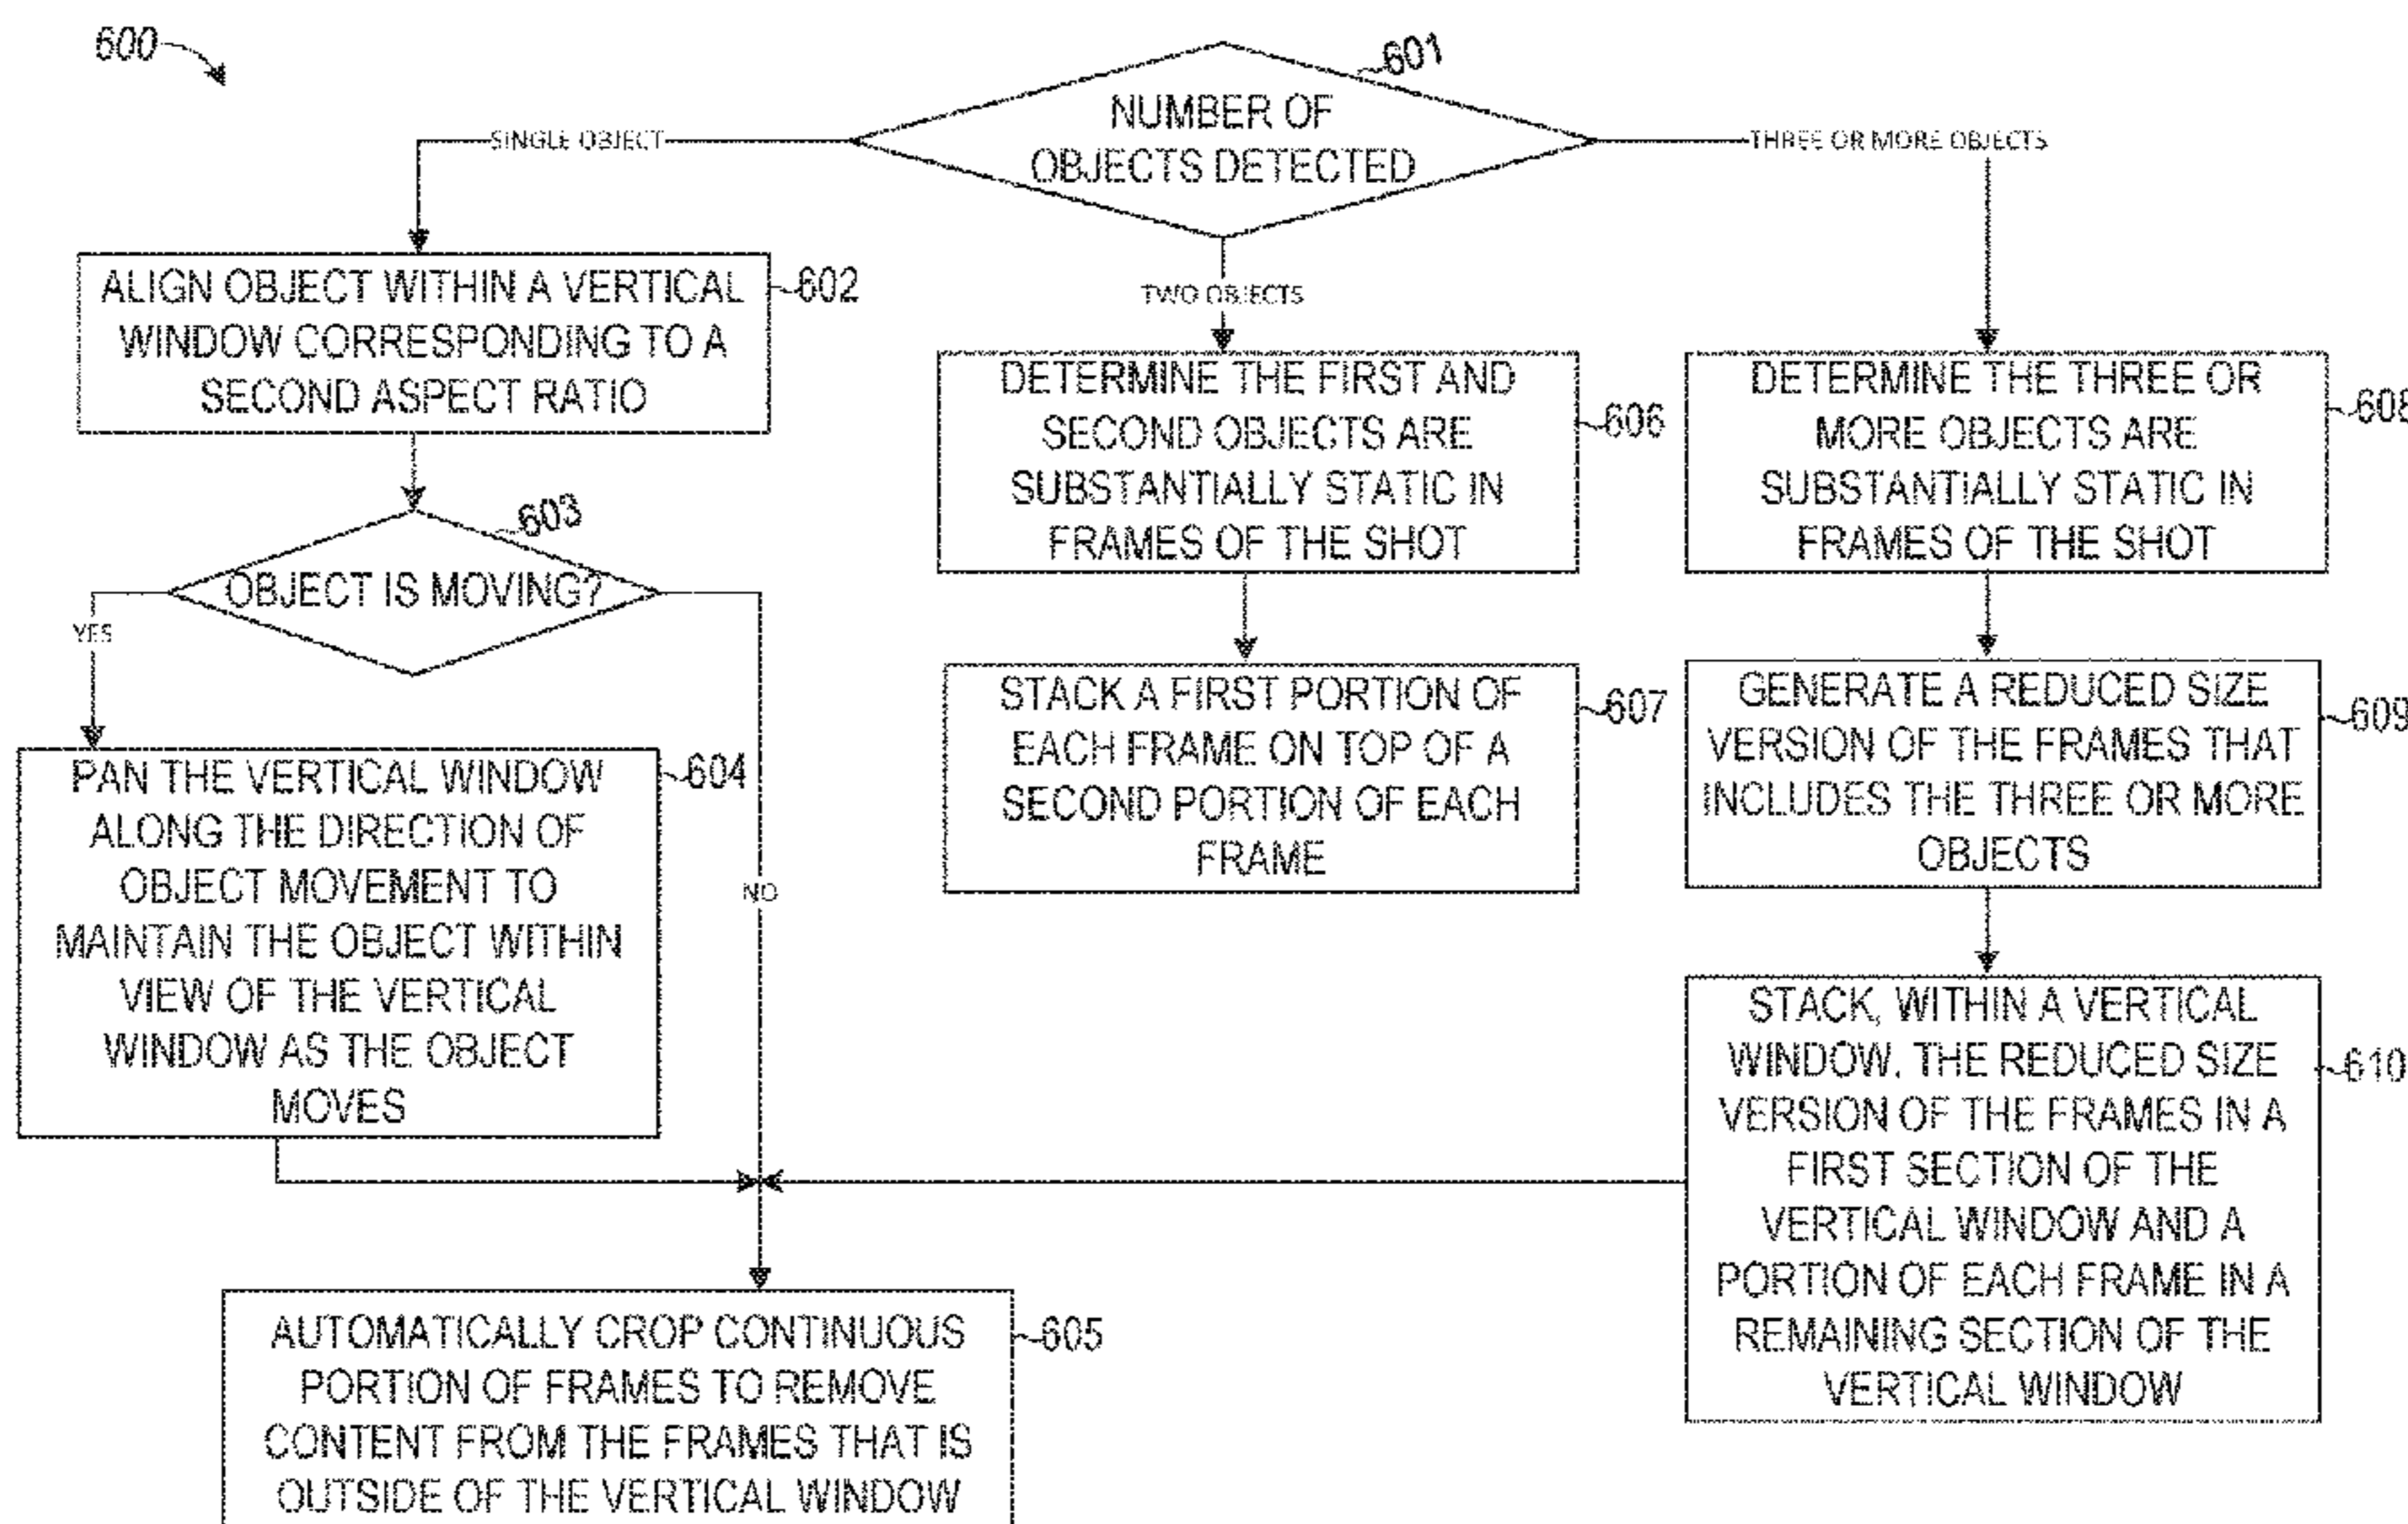 600
601
NUMBER OF
OBJECTS DETECTED
SINGLE OBJECT
THREE OR MORE OBJECTS
TWO OBJECTS
ALIGN OBJECT WITHIN A VERTICAL
WINDOW CORRESPONDING TO A
SECOND ASPECT RATIO
602
603
OBJECT IS MOVING?
YES
NO
PAN THE VERTICAL WINDOW
ALONG THE DIRECTION OF
OBJECT MOVEMENT TO
MAINTAIN THE OBJECT WITHIN
VIEW OF THE VERTICAL
WINDOW AS THE OBJECT
MOVES
604
AUTOMATICALLY CROP CONTINUOUS
PORTION OF FRAMES TO REMOVE
CONTENT FROM THE FRAMES THAT IS
OUTSIDE OF THE VERTICAL WINDOW
605
DETERMINE THE FIRST AND
SECOND OBJECTS ARE
SUBSTANTIALLY STATIC IN
FRAMES OF THE SHOT
606
STACK A FIRST PORTION OF
EACH FRAME ON TOP OF A
SECOND PORTION OF EACH
FRAME
607
DETERMINE THE THREE OR
MORE OBJECTS ARE
SUBSTANTIALLY STATIC IN
FRAMES OF THE SHOT
608
GENERATE A REDUCED SIZE
VERSION OF THE FRAMES THAT
INCLUDES THE THREE OR MORE
OBJECTS
609
STACK, WITHIN A VERTICAL
WINDOW, THE REDUCED SIZE
VERSION OF THE FRAMES IN A
FIRST SECTION OF THE
VERTICAL WINDOW AND A
PORTION OF EACH FRAME IN A
REMAINING SECTION OF THE
VERTICAL WINDOW
610